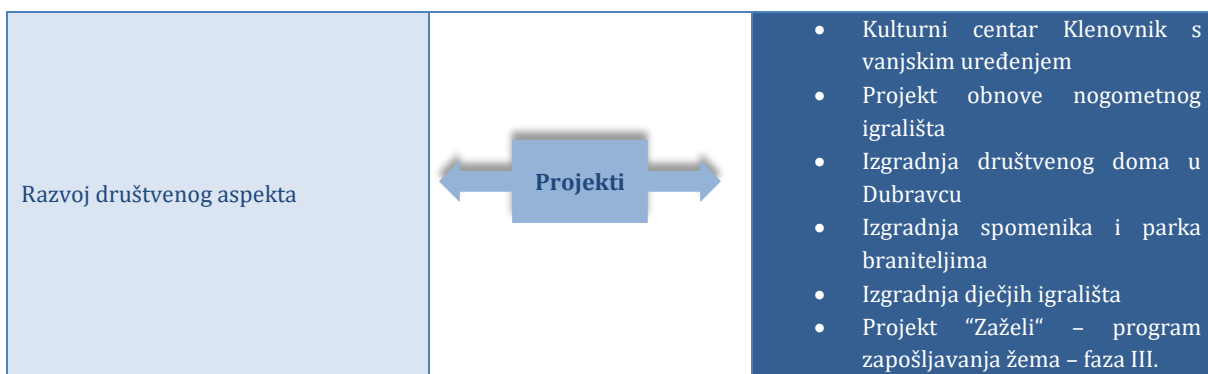 Razvoj društvenog aspekta
Projekti
• Kulturni centar Klenovnik s
vanjskim uređenjem
• Projekt obnove nogometnog
igrališta
• Izgradnja društvenog doma u
Dubravcu
• Izgradnja spomenika i parka
braniteljima
• Izgradnja dječjih igrališta
• Projekt “Zaželi“ – program
zapošljavanja žema – faza III.